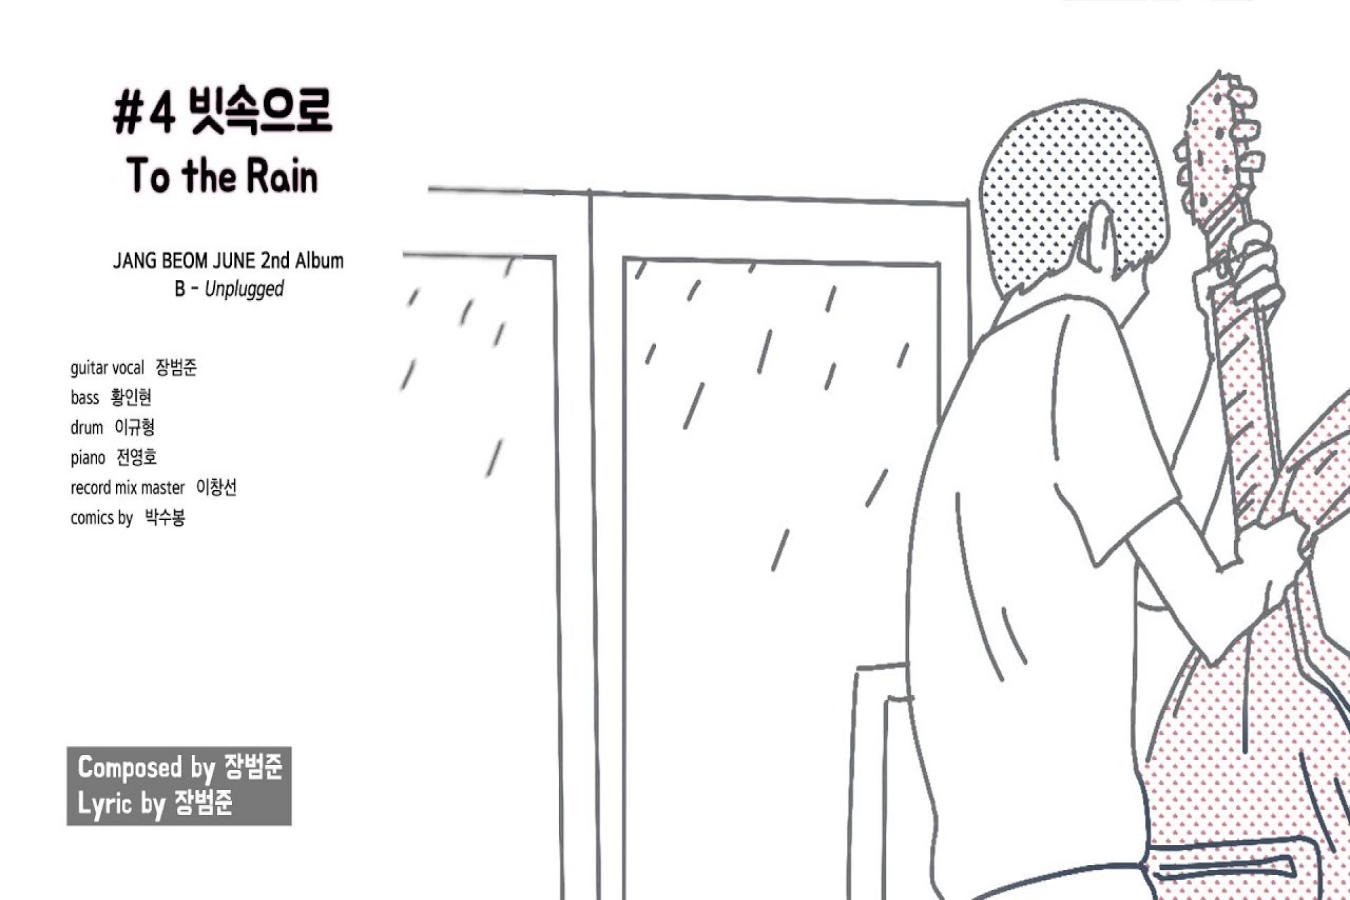 #4 빗속으로
To the Rain
JANG BEOM JUNE 2nd Album
B - Unplugged
guitar vocal 장범준
bass 황인현
drum 이규형
piano 전영호
record mix master 이창선
comics by 박수봉
Composed by 장범준
Lyric by 장범준